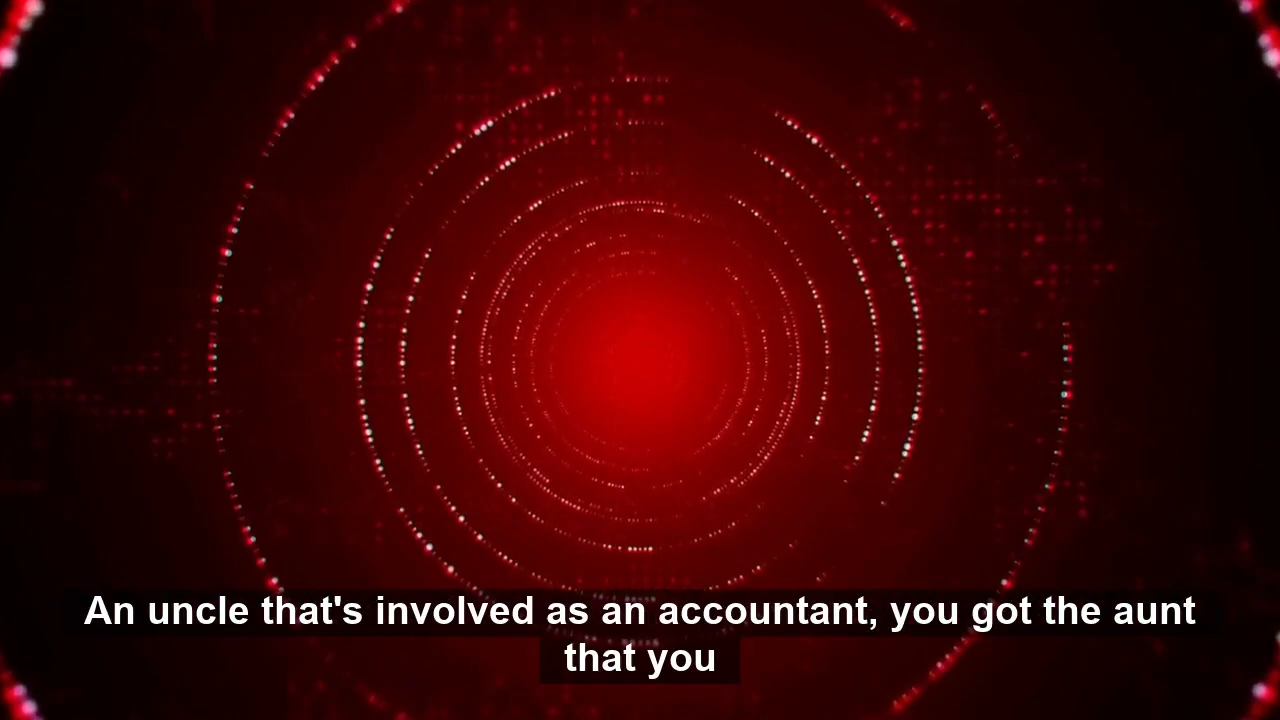 An uncle that's involved as an accountant, you got the aunt
that you